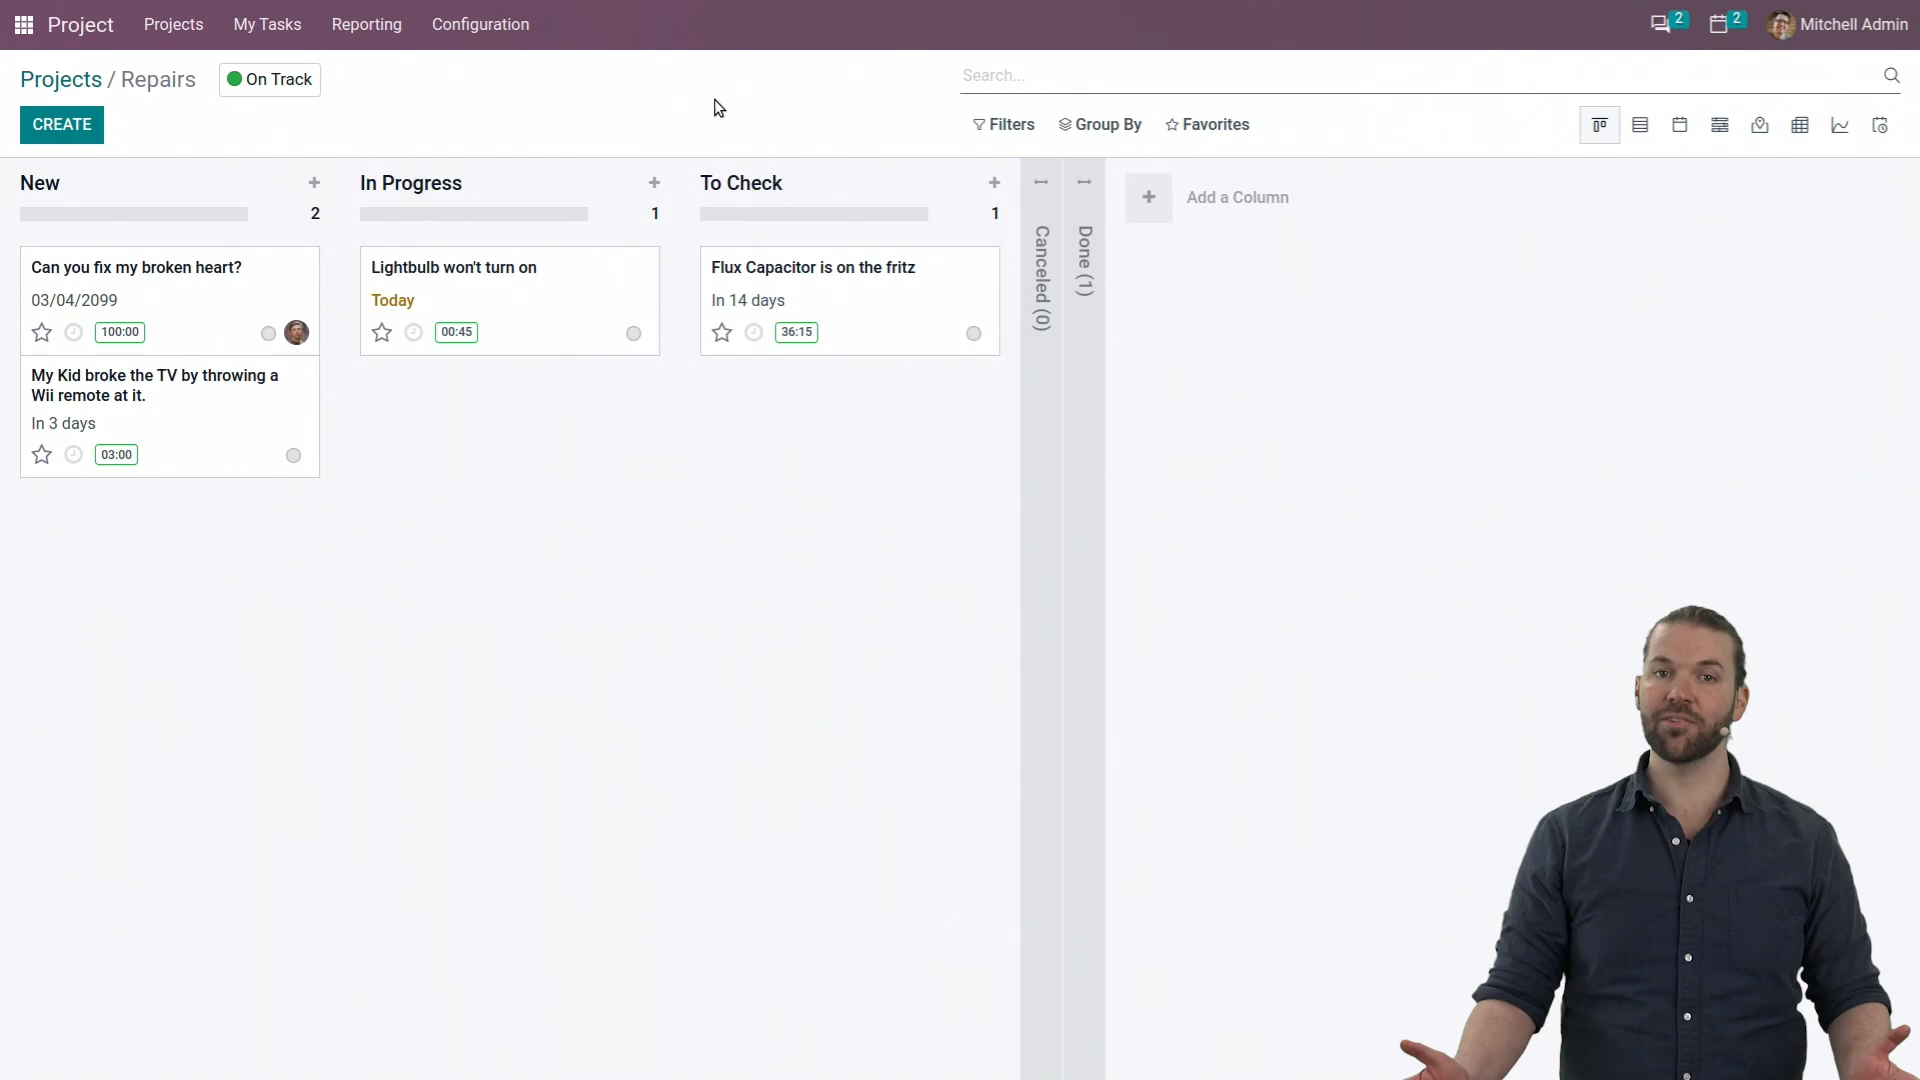 Project
Projects
My Tasks
Reporting
Configuration
2
2
Mitchell Admin
Projects / Repairs
On Track
Search...
CREATE
Filters
Group By
Favorites
New
2
In Progress
1
To Check
1
Canceled (0)
Done (1)
Add a Column
Can you fix my broken heart?
03/04/2099
100:00
My Kid broke the TV by throwing a
Wii remote at it.
In 3 days
03:00
Lightbulb won't turn on
Today
00:45
Flux Capacitor is on the fritz
In 14 days
36:15